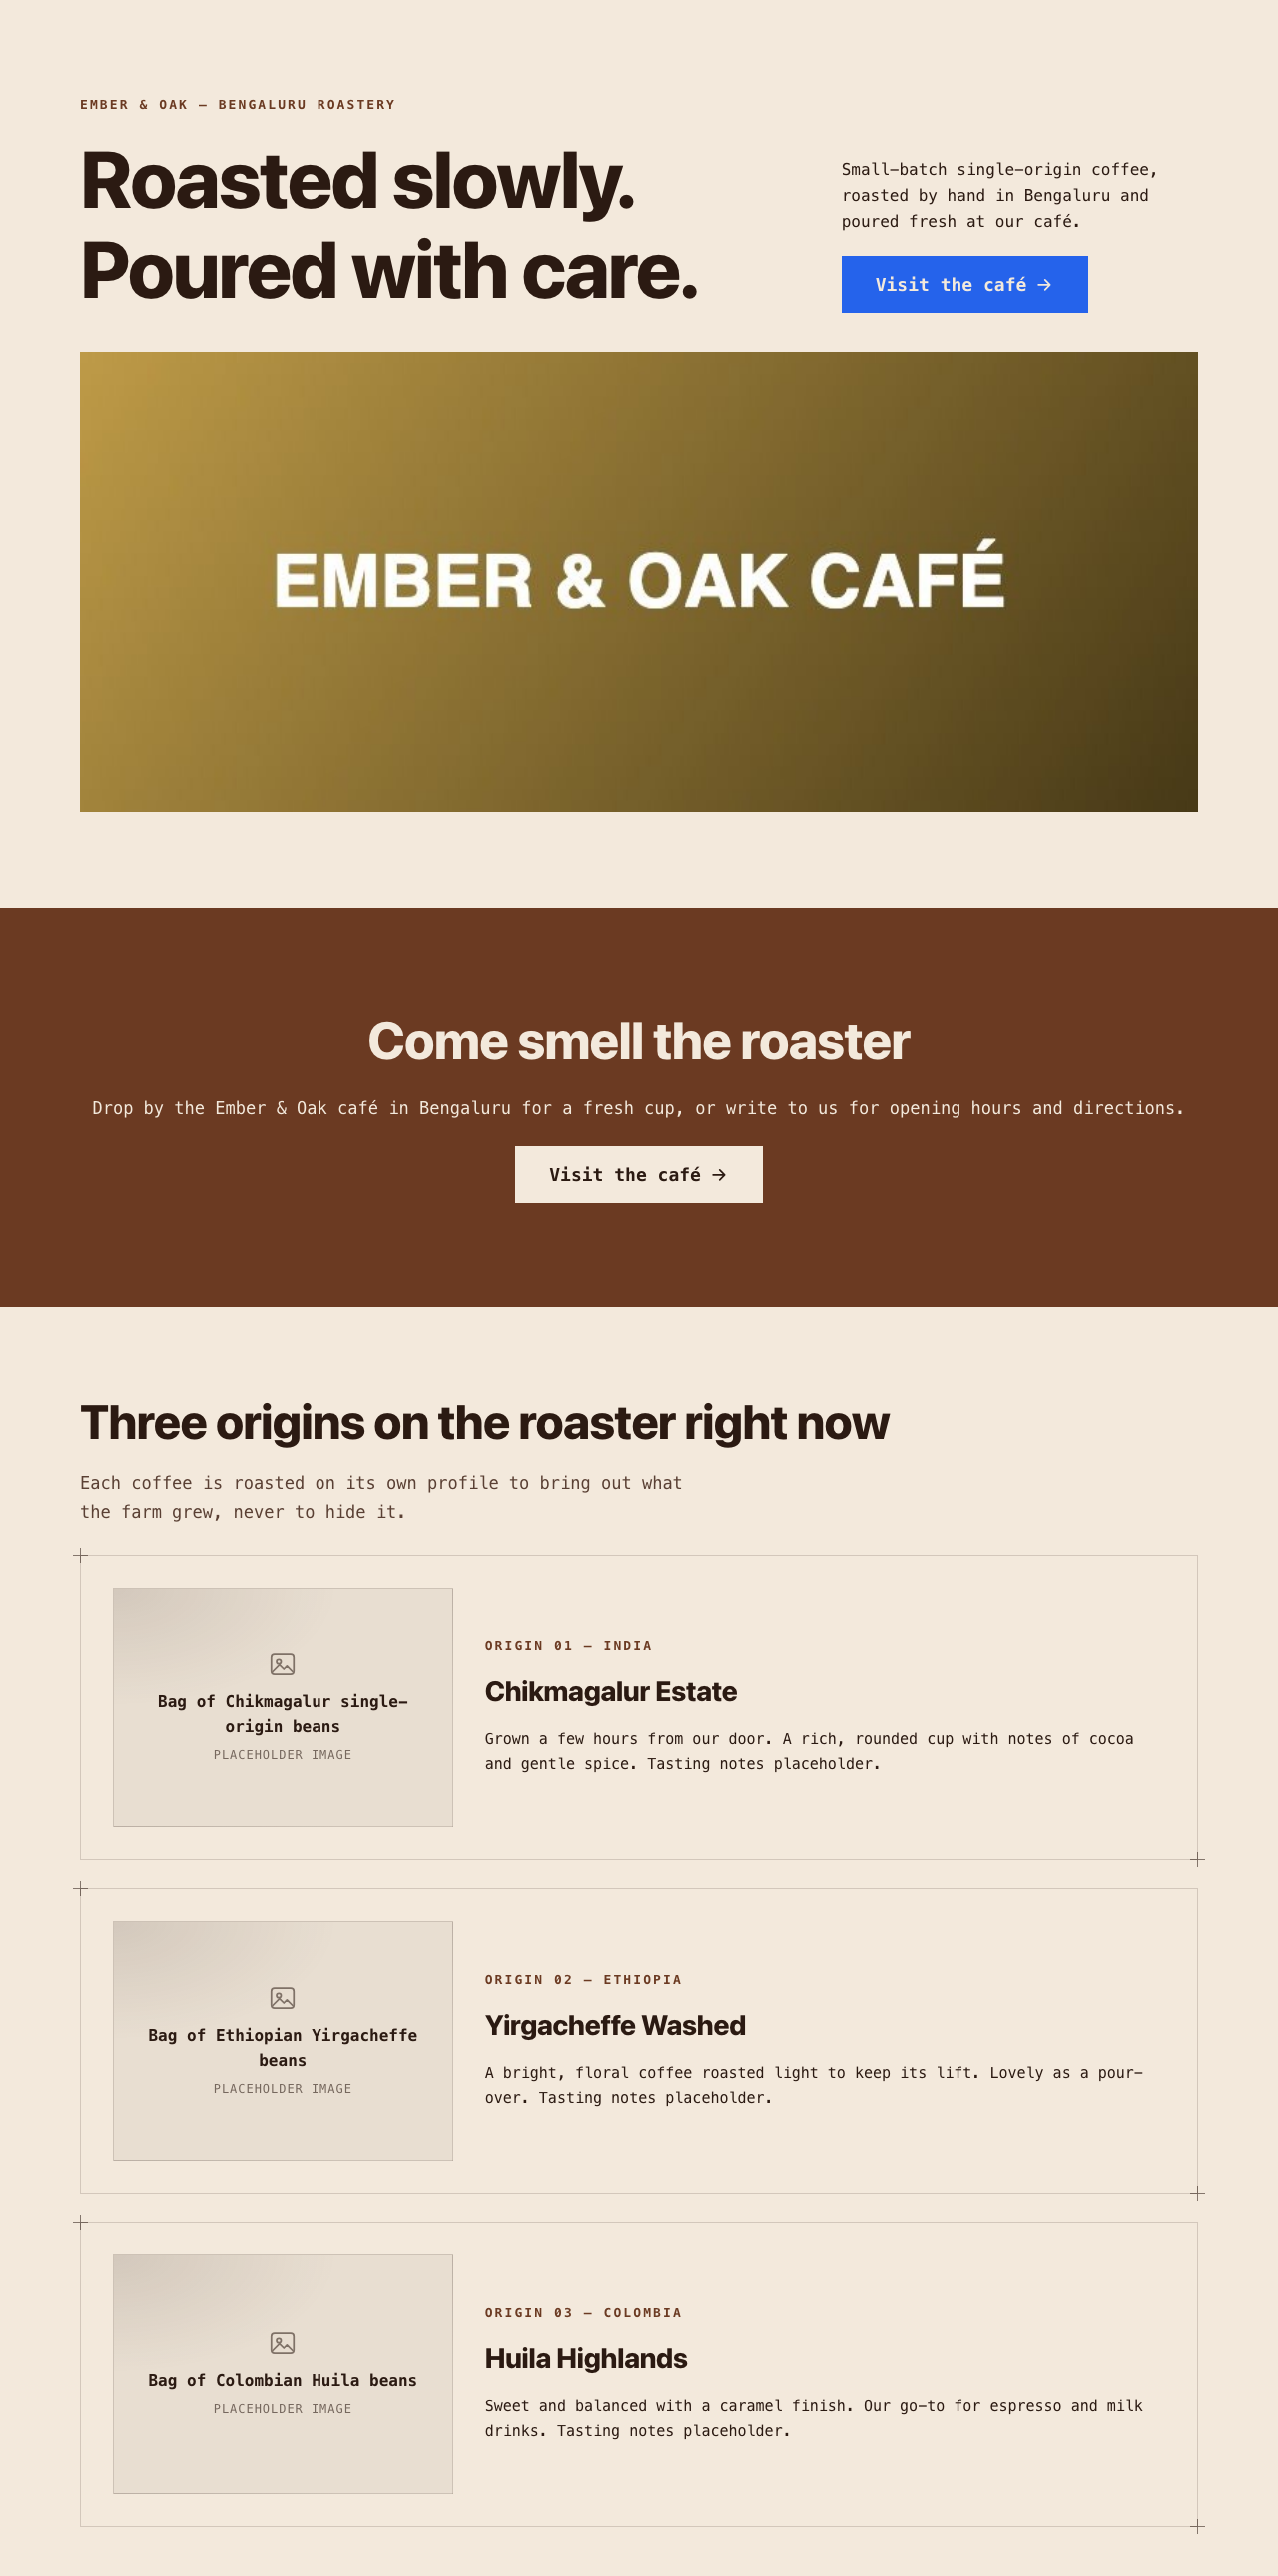 EMBER & OAK — BENGALURU ROASTERY
Roasted slowly.
Poured with care.
Small-batch single-origin coffee,
roasted by hand in Bengaluru and
poured fresh at our café.
Visit the café →
EMBER & OAK CAFÉ
Come smell the roaster
Drop by the Ember & Oak café in Bengaluru for a fresh cup, or write to us for opening hours and directions.
Visit the café →
Three origins on the roaster right now
Each coffee is roasted on its own profile to bring out what
the farm grew, never to hide it.
Bag of Chikmagalur single-
origin beans
PLACEHOLDER IMAGE
ORIGIN 01 — INDIA
Chikmagalur Estate
Grown a few hours from our door. A rich, rounded cup with notes of cocoa
and gentle spice. Tasting notes placeholder.
Bag of Ethiopian Yirgacheffe
beans
PLACEHOLDER IMAGE
ORIGIN 02 — ETHIOPIA
Yirgacheffe Washed
A bright, floral coffee roasted light to keep its lift. Lovely as a pour-
over. Tasting notes placeholder.
Bag of Colombian Huila beans
PLACEHOLDER IMAGE
ORIGIN 03 — COLOMBIA
Huila Highlands
Sweet and balanced with a caramel finish. Our go-to for espresso and milk
drinks. Tasting notes placeholder.